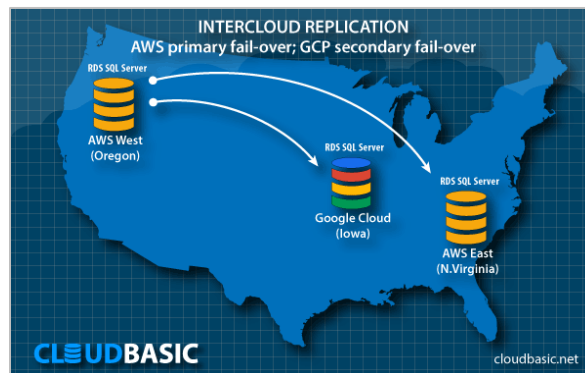 INTERCLOUD REPLICATION
AWS primary fail-over; GCP secondary fail-over
RDS SQL Server
AWS West
(Oregon)
RDS SQL Server
Google Cloud
(Iowa)
RDS SQL Server
AWS East
(N.Virginia)
CLOUDBASIC
cloudbasic.net